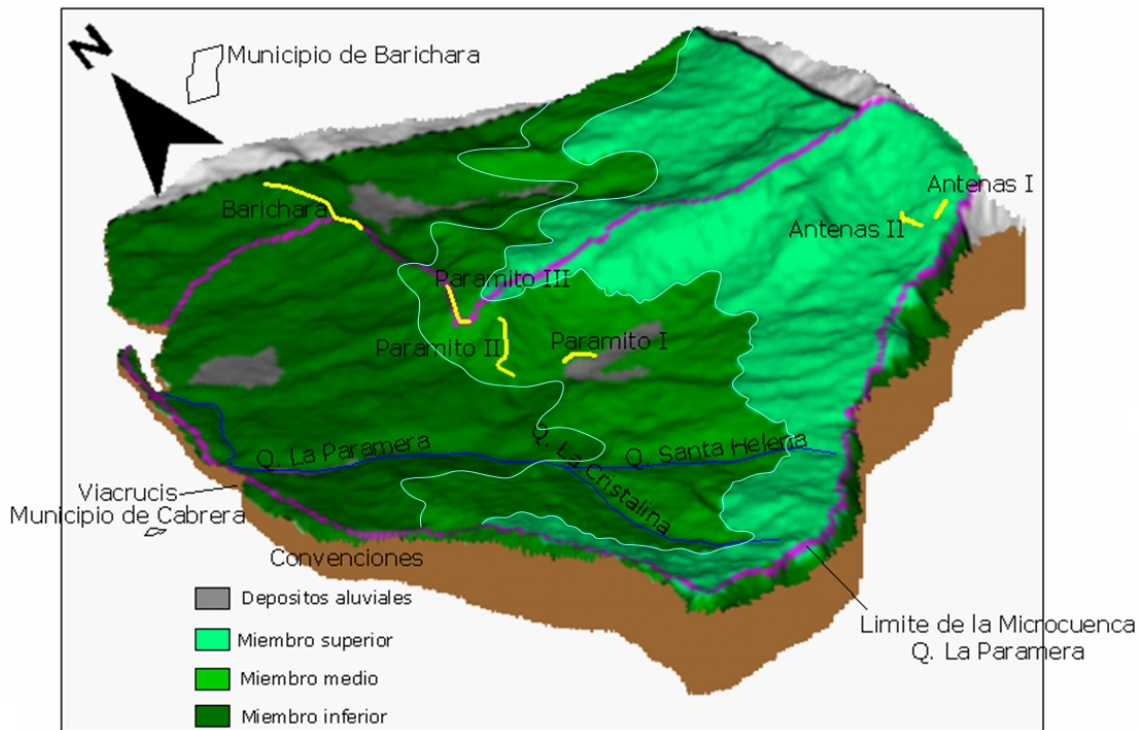 N
Municipio de Barichara
Antenas I
Barichara
Antenas II
Paramito III
Paramito II
Paramito I
Q. La Paramera
Q. La Cristalina
Q. Santa Helena
Viacrucis
Municipio de Cabrera
Convenciones
Depositos aluviales
Miembro superior
Miembro medio
Miembro inferior
Limite de la Microcuenca
Q. La Paramera